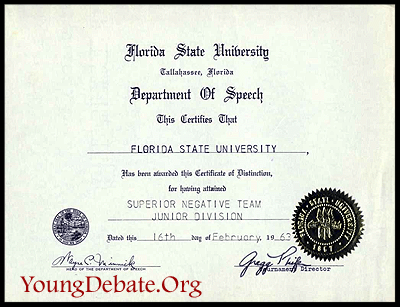 Florida State University
Tallahassee, Florida
Department Of Speech
This Certifies That
FLORIDA STATE UNIVERSITY ,
Has been awarded this Certificate of Distinction,
for having attained
SUPERIOR NEGATIVE TEAM
JUNIOR DIVISION
Dated this 16th day of February, 1963
HEAD OF THE DEPARTMENT OF SPEECH
Tournament Director
YoungDebate.Org